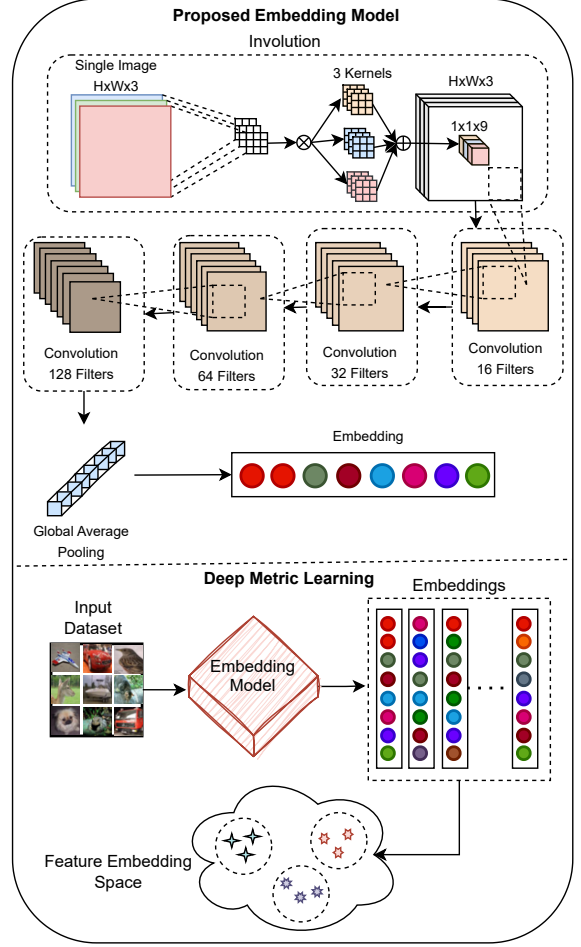 Proposed Embedding Model
Involution
Single Image
HxWx3
3 Kernels
HxWx3
1x1x9
Convolution
128 Filters
Convolution
64 Filters
Convolution
32 Filters
Convolution
16 Filters
Global Average
Pooling
Embedding
Deep Metric Learning
Input
Dataset
Embedding
Model
Embeddings
Feature Embedding
Space